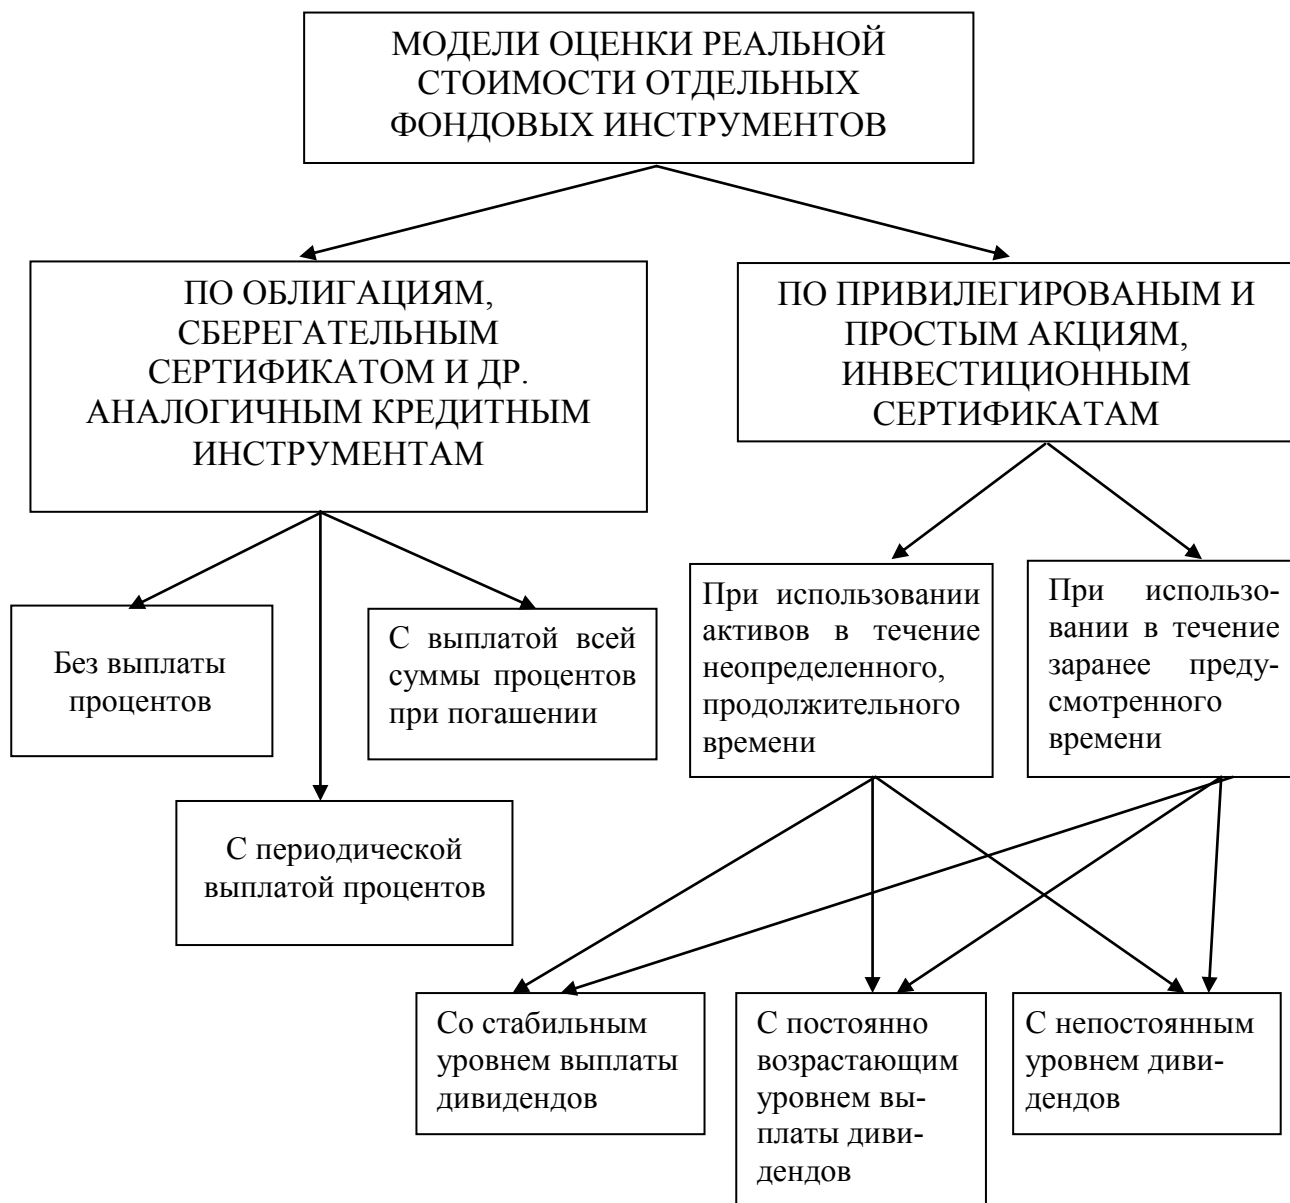 МОДЕЛИ ОЦЕНКИ РЕАЛЬНОЙ
СТОИМОСТИ ОТДЕЛЬНЫХ
ФОНДОВЫХ ИНСТРУМЕНТОВ
ПО ОБЛИГАЦИЯМ,
СБЕРЕГАТЕЛЬНЫМ
СЕРТИФИКАТОМ И ДР.
АНАЛОГИЧНЫМ КРЕДИТНЫМ
ИНСТРУМЕНТАМ
ПО ПРИВИЛЕГИРОВАНЫМ И
ПРОСТЫМ АКЦИЯМ,
ИНВЕСТИЦИОННЫМ
СЕРТИФИКАТАМ
Без выплаты
процентов
С выплатой всей
суммы процентов
при погашении
При использовании
активов в течение
неопределенного,
продолжительного
времени
При использо-
вании в течение
заранее преду-
смотренного
времени
С периодической
выплатой процентов
Со стабильным
уровнем выплаты
дивидендов
С постоянно
возрастающим
уровнем вы-
платы диви-
дендов
С непостоянным
уровнем диви-
дендов